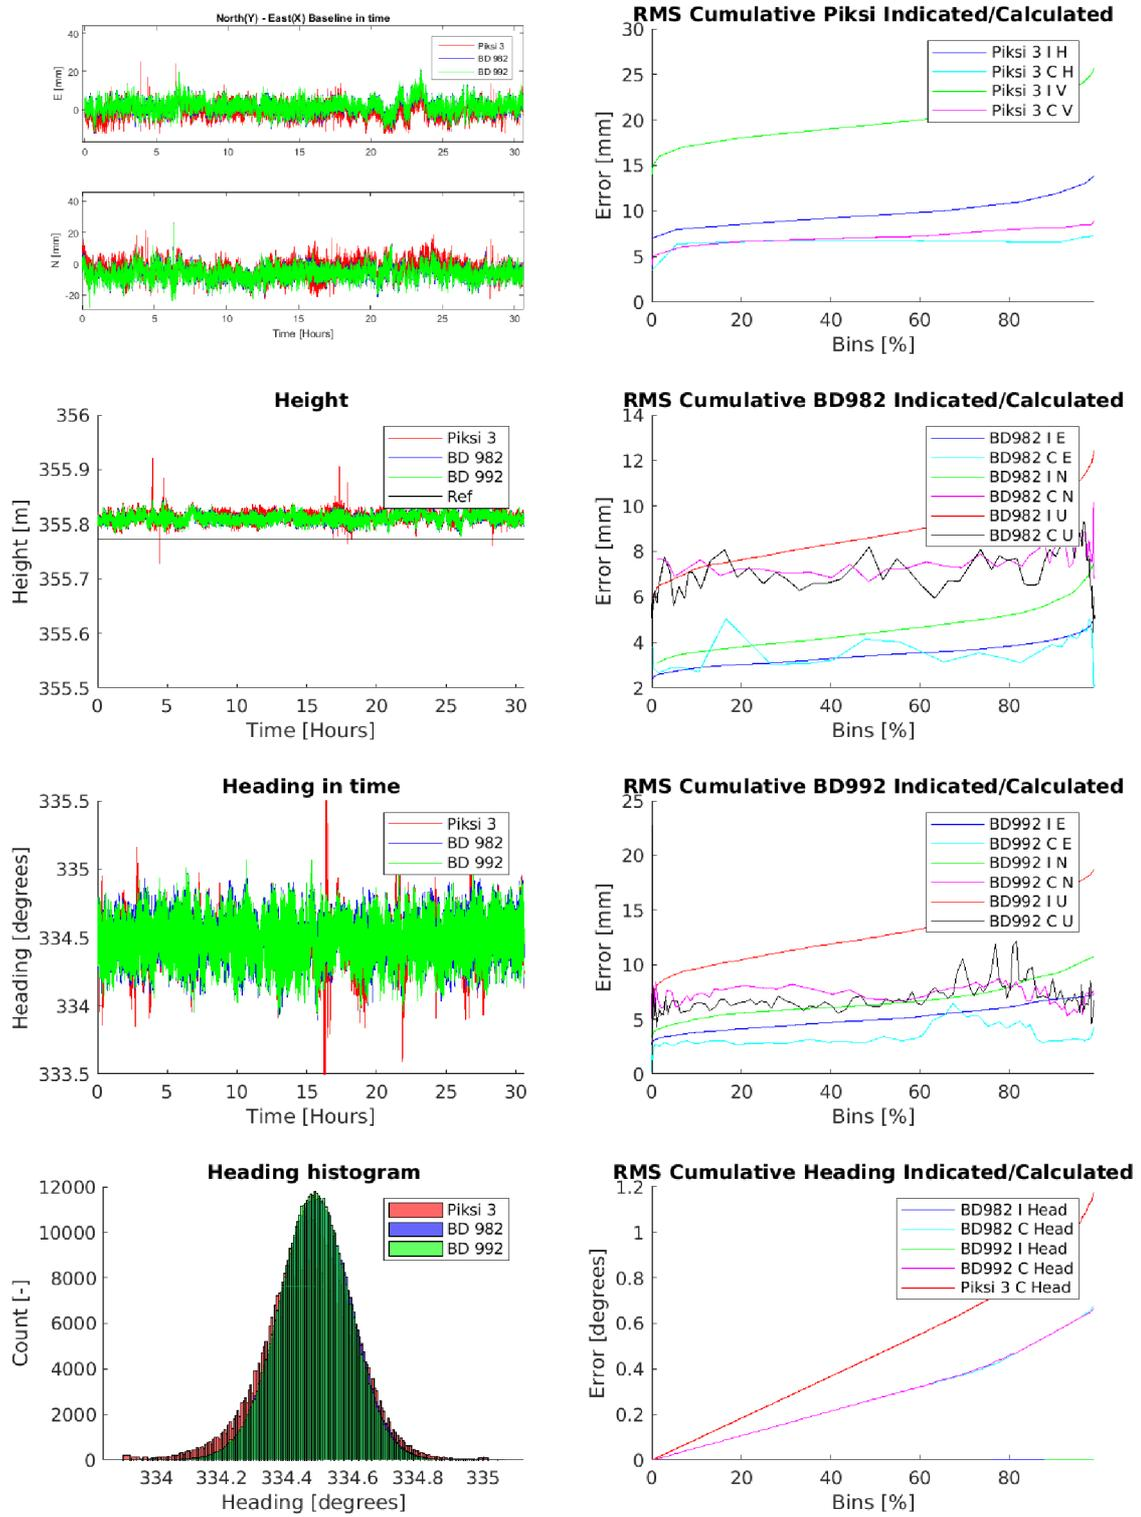 North(Y) - East(X) Baseline in time
40
20
0
E [mm]
Piksi 3
BD 982
BD 992
0 5 10 15 20 25 30
40
20
0
-20
N [mm]
0 5 10 15 20 25 30
Time [Hours]
RMS Cumulative Piksi Indicated/Calculated
30
25
20
15
10
5
0
Error [mm]
Piksi 3 I H
Piksi 3 C H
Piksi 3 I V
Piksi 3 C V
0 20 40 60 80
Bins [%]
Height
356
355.9
355.8
355.7
355.6
355.5
Height [m]
Piksi 3
BD 982
BD 992
Ref
0 5 10 15 20 25 30
Time [Hours]
RMS Cumulative BD982 Indicated/Calculated
14
12
10
8
6
4
2
Error [mm]
BD982 I E
BD982 C E
BD982 I N
BD982 C N
BD982 I U
BD982 C U
0 20 40 60 80
Bins [%]
Heading in time
335.5
335
334.5
334
333.5
Heading [degrees]
Piksi 3
BD 982
BD 992
0 5 10 15 20 25 30
Time [Hours]
RMS Cumulative BD992 Indicated/Calculated
25
20
15
10
5
0
Error [mm]
BD992 I E
BD992 C E
BD992 I N
BD992 C N
BD992 I U
BD992 C U
0 20 40 60 80
Bins [%]
Heading histogram
12000
10000
8000
6000
4000
2000
0
Count [-]
Piksi 3
BD 982
BD 992
334 334.2 334.4 334.6 334.8 335
Heading [degrees]
RMS Cumulative Heading Indicated/Calculated
1.2
1
0.8
0.6
0.4
0.2
0
Error [degrees]
BD982 I Head
BD982 C Head
BD992 I Head
BD992 C Head
Piksi 3 C Head
0 20 40 60 80
Bins [%]